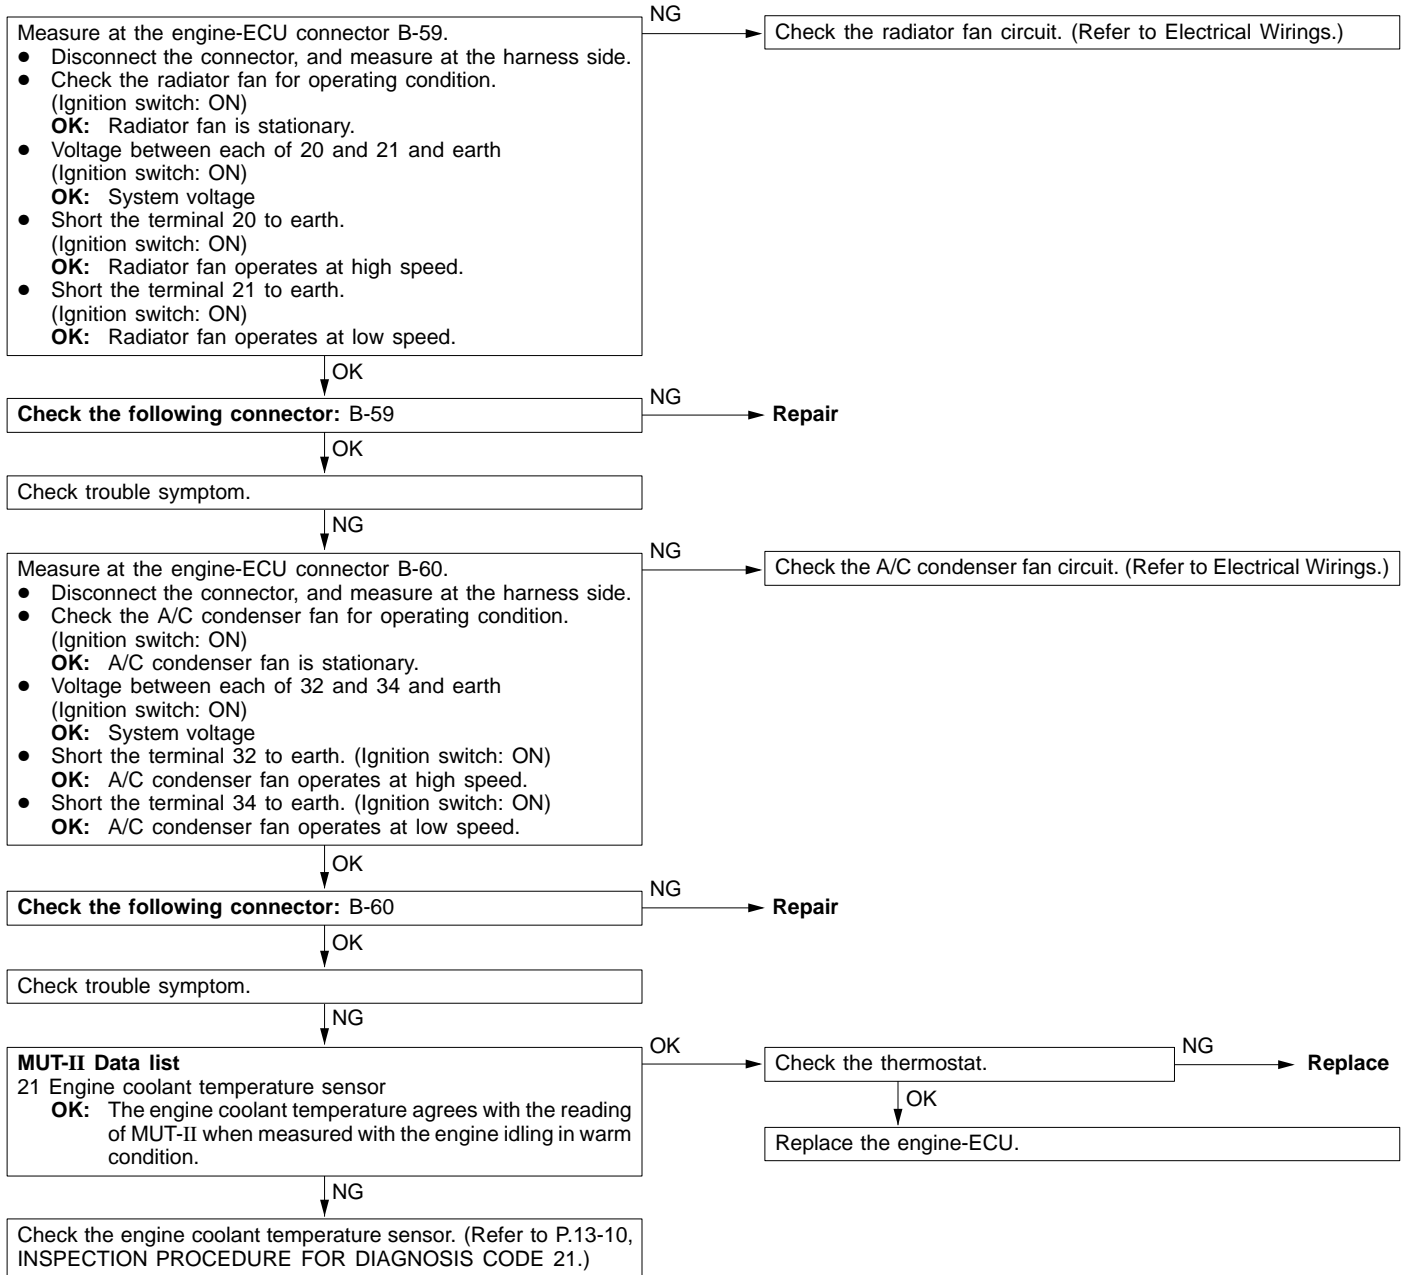 Measure at the engine-ECU connector B-59.
● Disconnect the connector, and measure at the harness side.
● Check the radiator fan for operating condition.
(Ignition switch: ON)
OK: Radiator fan is stationary.
● Voltage between each of 20 and 21 and earth
(Ignition switch: ON)
OK: System voltage
● Short the terminal 20 to earth.
(Ignition switch: ON)
OK: Radiator fan operates at high speed.
● Short the terminal 21 to earth.
(Ignition switch: ON)
OK: Radiator fan operates at low speed.
NG
Check the radiator fan circuit. (Refer to Electrical Wirings.)
OK
Check the following connector: B-59
NG
Repair
OK
Check trouble symptom.
NG
Measure at the engine-ECU connector B-60.
● Disconnect the connector, and measure at the harness side.
● Check the A/C condenser fan for operating condition.
(Ignition switch: ON)
OK: A/C condenser fan is stationary.
● Voltage between each of 32 and 34 and earth
(Ignition switch: ON)
OK: System voltage
● Short the terminal 32 to earth. (Ignition switch: ON)
OK: A/C condenser fan operates at high speed.
● Short the terminal 34 to earth. (Ignition switch: ON)
OK: A/C condenser fan operates at low speed.
NG
Check the A/C condenser fan circuit. (Refer to Electrical Wirings.)
OK
Check the following connector: B-60
NG
Repair
OK
Check trouble symptom.
NG
MUT-II Data list
21 Engine coolant temperature sensor
OK: The engine coolant temperature agrees with the reading
of MUT-II when measured with the engine idling in warm
condition.
OK
Check the thermostat.
NG
Replace
OK
Replace the engine-ECU.
NG
Check the engine coolant temperature sensor. (Refer to P.13-10,
INSPECTION PROCEDURE FOR DIAGNOSIS CODE 21.)